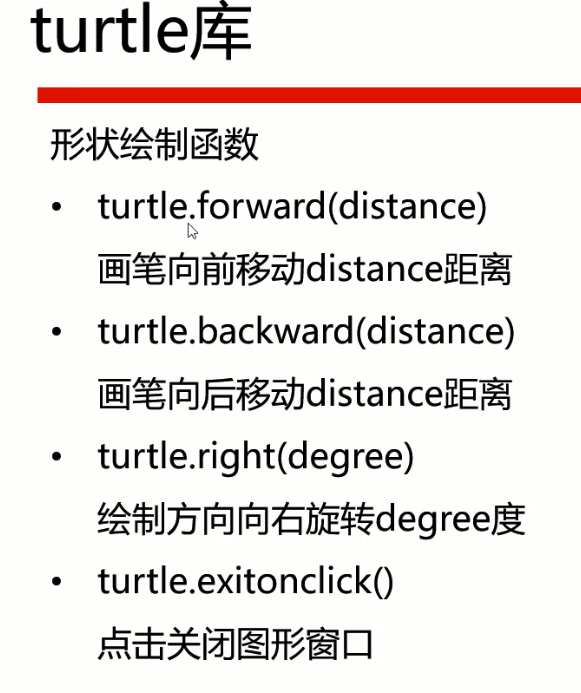 turtle库
形状绘制函数
• turtle.forward(distance)
画笔向前移动distance距离
• turtle.backward(distance)
画笔向后移动distance距离
• turtle.right(degree)
绘制方向向右旋转degree度
• turtle.exitonclick()
点击关闭图形窗口